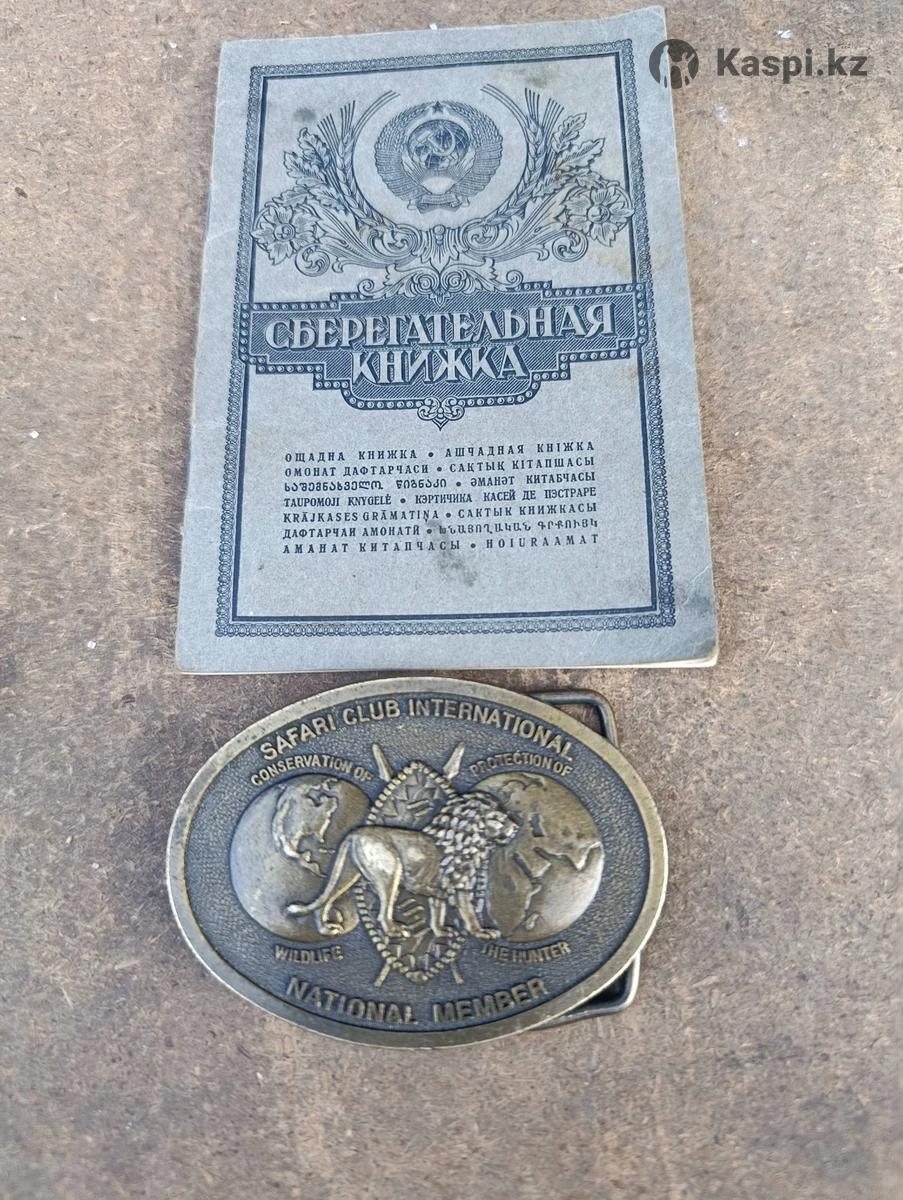 Kaspi.kz
СБЕРЕГАТЕЛЬНАЯ
КНИЖКА
ОЩАДНА КНИЖКА • АШЧАДНАЯ КНІЖКА
ОМОНАТ ДАФТАРЧАСИ • САҚТЫҚ КІТАПШАСЫ
ᲡᲐᲨᲔᲛᲜᲐᲮᲕᲔᲚᲝ ᲬᲘᲒᲜᲐᲙᲘ • ӘМАНӘТ КИТАБЧАСЫ
TAUPOMOJI KNYGELĖ • КЭРТИЧИКА КАСЕЙ ДЕ ПЭСТРАРЕ
KRĀJKASES GRĀMATIŅA • САКТЫК КНИЖКАСЫ
ДАФТАРЧАИ АМОНАТӢ • ԽՆԱՅՈՂԱԿԱՆ ԳՐՔՈՒՅԿ
АМАНАТ КИТАПЧАСЫ • HOIURAAMAT
SAFARI CLUB INTERNATIONAL
CONSERVATION OF PROTECTION OF
WILDLIFE THE HUNTER
NATIONAL MEMBER